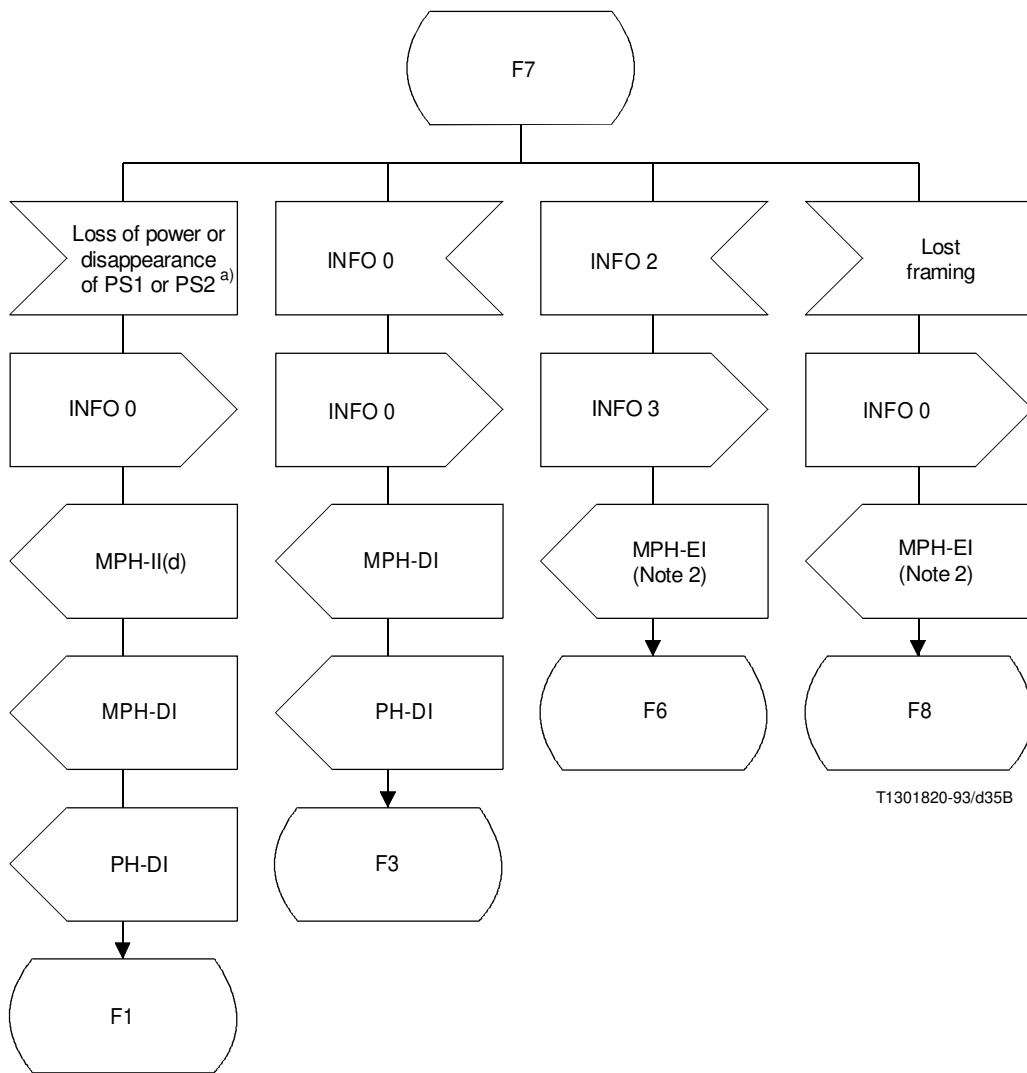 F7
Loss of power or
disappearance
of PS1 or PS2 a)
INFO 0
INFO 2
Lost
framing
INFO 0
INFO 0
INFO 3
INFO 0
MPH-II(d)
MPH-DI
MPH-EI
(Note 2)
MPH-EI
(Note 2)
MPH-DI
PH-DI
F6
F8
T1301820-93/d35B
PH-DI
F3
F1